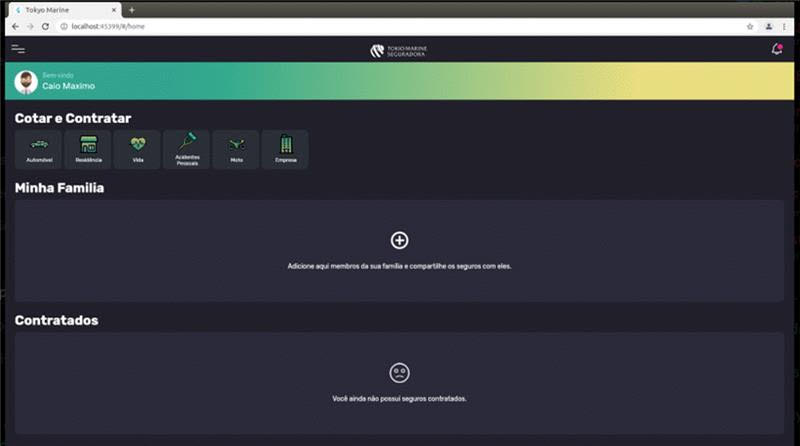 Tokyo Marine
localhost:45399/#/home
TOKIO MARINE
SEGURADORA
Bem-vindo
Caio Maximo
Cotar e Contratar
Automóvel
Residência
Vida
Acidentes
Pessoais
Moto
Empresa
Minha Familia
Adicione aqui membros da sua família e compartilhe os seguros com eles.
Contratados
Você ainda não possui seguros contratados.